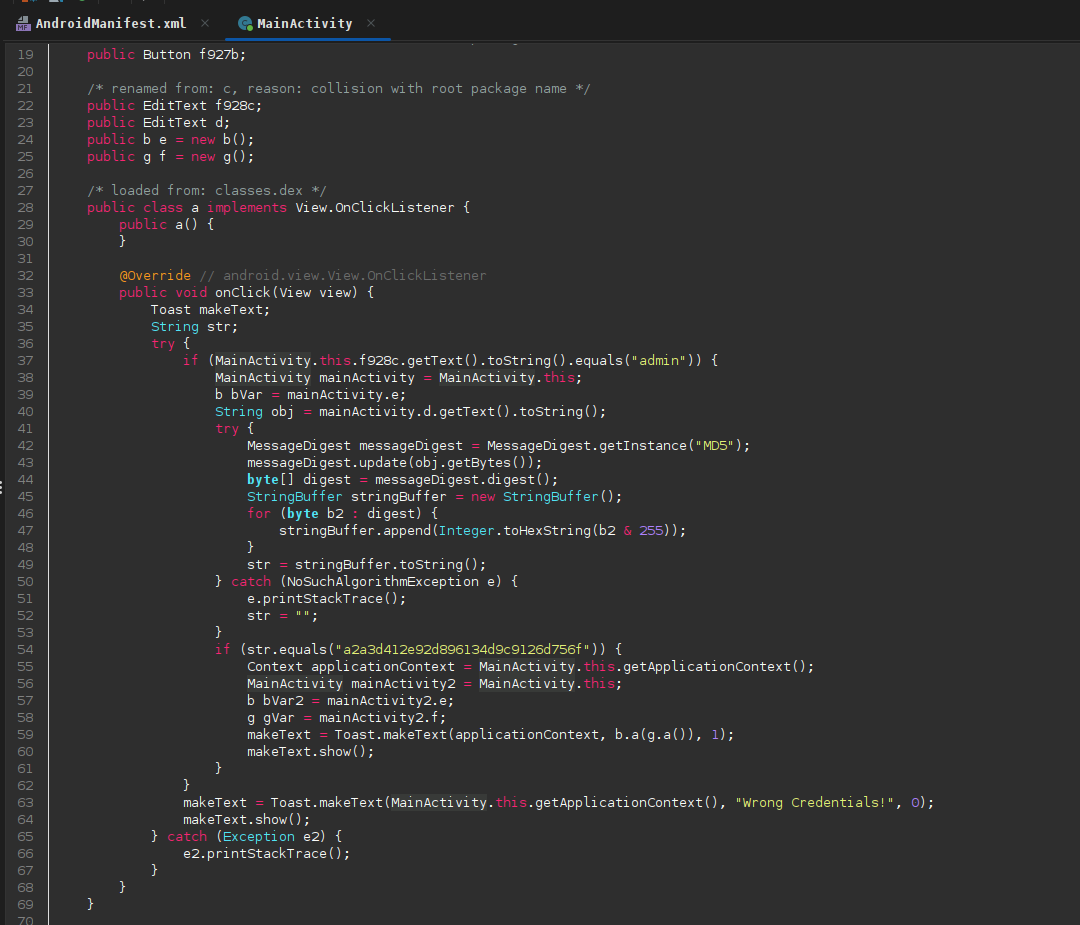 AndroidManifest.xml
MainActivity
19 public Button f927b;
20
21 /* renamed from: c, reason: collision with root package name */
22 public EditText f928c;
23 public EditText d;
24 public b e = new b();
25 public g f = new g();
26
27 /* loaded from: classes.dex */
28 public class a implements View.OnClickListener {
29 public a() {
30 }
31
32 @Override // android.view.View.OnClickListener
33 public void onClick(View view) {
34 Toast makeText;
35 String str;
36 try {
37 if (MainActivity.this.f928c.getText().toString().equals("admin")) {
38 MainActivity mainActivity = MainActivity.this;
39 b bVar = mainActivity.e;
40 String obj = mainActivity.d.getText().toString();
41 try {
42 MessageDigest messageDigest = MessageDigest.getInstance("MD5");
43 messageDigest.update(obj.getBytes());
44 byte[] digest = messageDigest.digest();
45 StringBuffer stringBuffer = new StringBuffer();
46 for (byte b2 : digest) {
47 stringBuffer.append(Integer.toHexString(b2 & 255));
48 }
49 str = stringBuffer.toString();
50 } catch (NoSuchAlgorithmException e) {
51 e.printStackTrace();
52 str = "";
53 }
54 if (str.equals("a2a3d412e92d896134d9c9126d756f")) {
55 Context applicationContext = MainActivity.this.getApplicationContext();
56 MainActivity mainActivity2 = MainActivity.this;
57 b bVar2 = mainActivity2.e;
58 g gVar = mainActivity2.f;
59 makeText = Toast.makeText(applicationContext, b.a(g.a()), 1);
60 makeText.show();
61 }
62 }
63 makeText = Toast.makeText(MainActivity.this.getApplicationContext(), "Wrong Credentials!", 0);
64 makeText.show();
65 } catch (Exception e2) {
66 e2.printStackTrace();
67 }
68 }
69 }
70